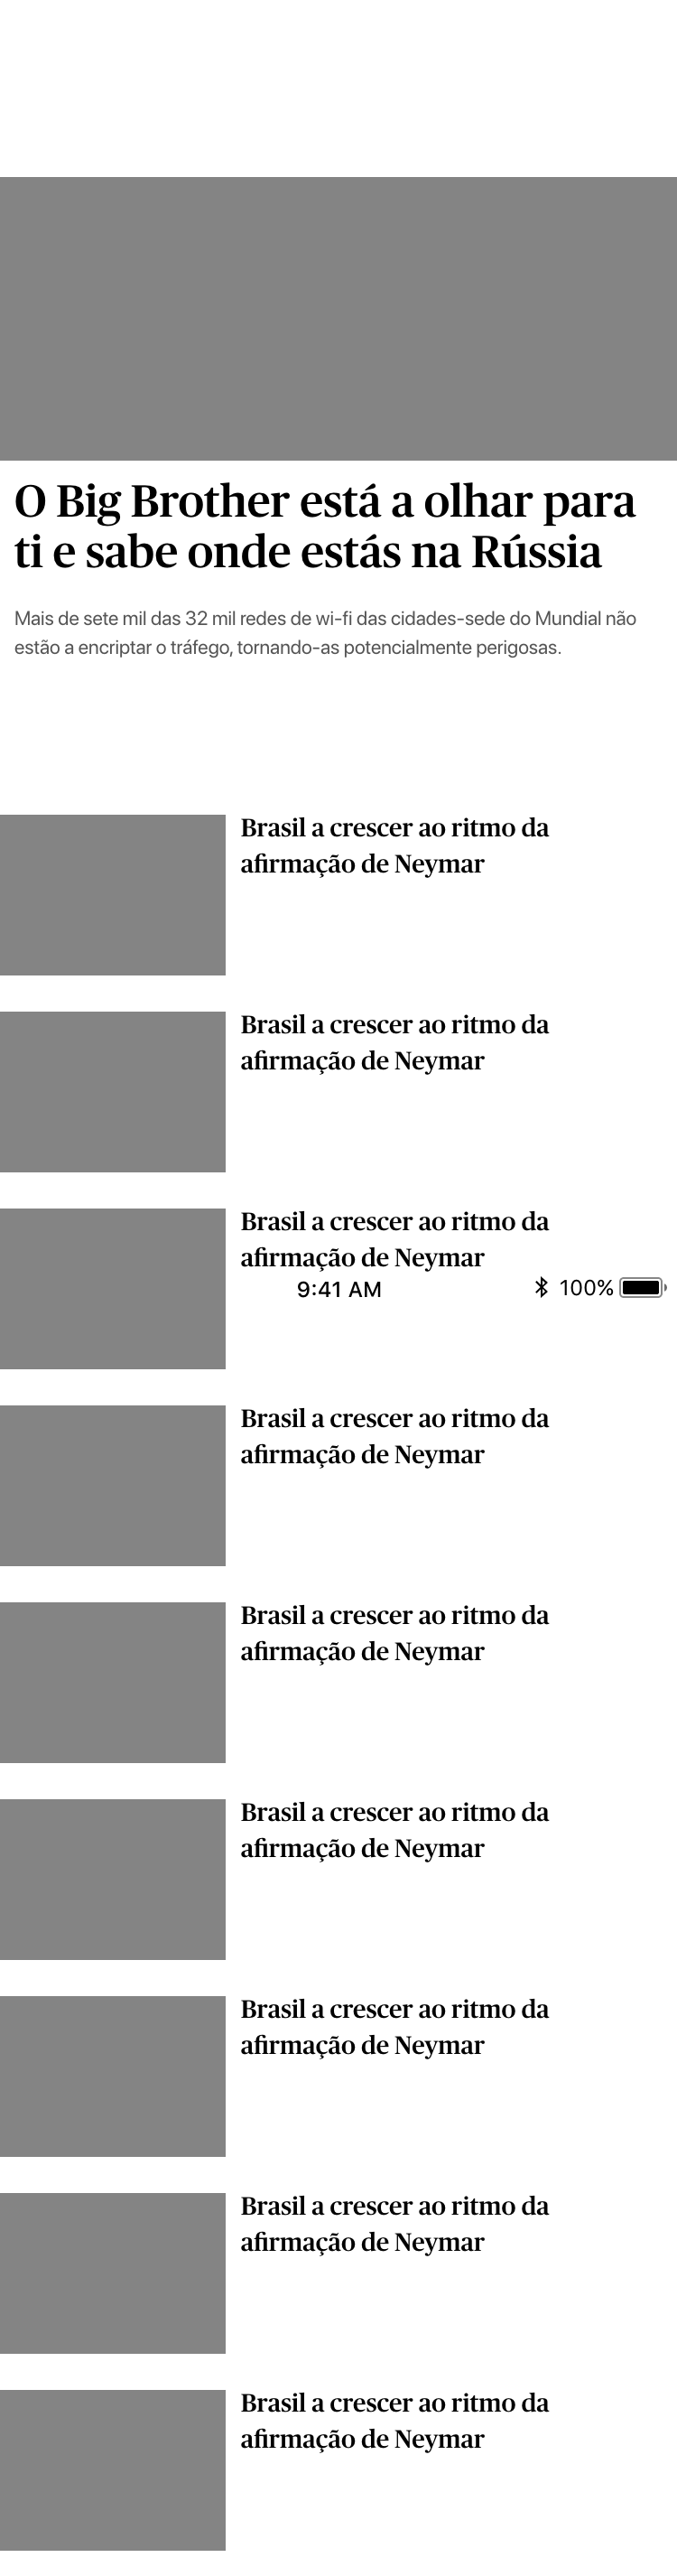 O Big Brother está a olhar para
ti e sabe onde estás na Rússia
Mais de sete mil das 32 mil redes de wi-fi das cidades-sede do Mundial não
estão a encriptar o tráfego, tornando-as potencialmente perigosas.
Brasil a crescer ao ritmo da
afirmação de Neymar
Brasil a crescer ao ritmo da
afirmação de Neymar
Brasil a crescer ao ritmo da
afirmação de Neymar
9:41 AM 100%
Brasil a crescer ao ritmo da
afirmação de Neymar
Brasil a crescer ao ritmo da
afirmação de Neymar
Brasil a crescer ao ritmo da
afirmação de Neymar
Brasil a crescer ao ritmo da
afirmação de Neymar
Brasil a crescer ao ritmo da
afirmação de Neymar
Brasil a crescer ao ritmo da
afirmação de Neymar